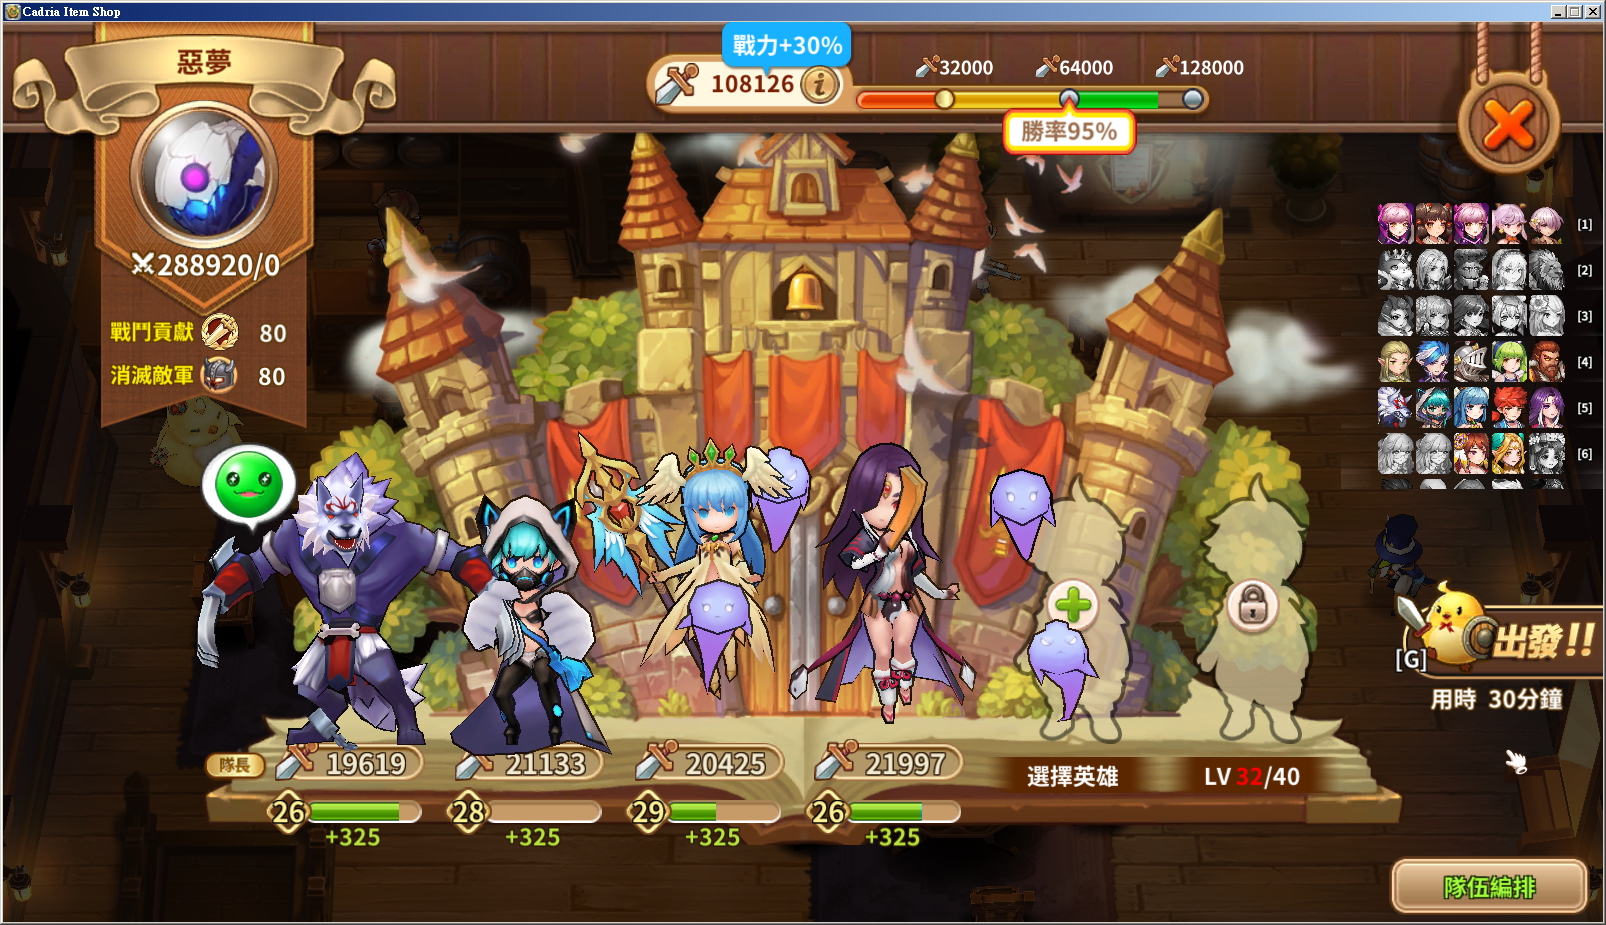 Cadria Item Shop
惡夢
戰力+30%
108126
32000
64000
128000
勝率95%
288920/0
戰鬥貢獻 80
消滅敵軍 80
[1]
[2]
[3]
[4]
[5]
[6]
[G]
出發!!
用時 30分鐘
隊長
19619
21133
20425
21997
選擇英雄
LV 32/40
26
28
29
26
+325
+325
+325
+325
隊伍編排